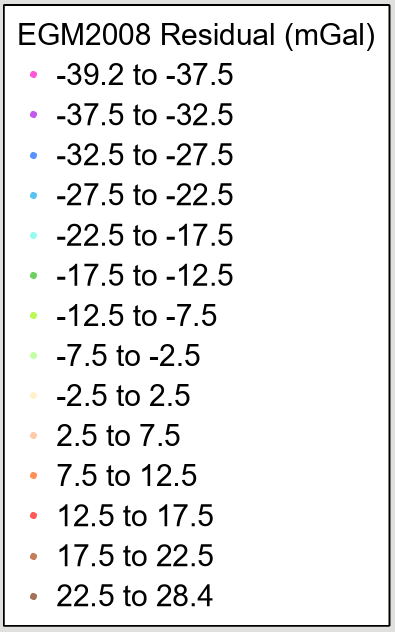 EGM2008 Residual (mGal)
-39.2 to -37.5
-37.5 to -32.5
-32.5 to -27.5
-27.5 to -22.5
-22.5 to -17.5
-17.5 to -12.5
-12.5 to -7.5
-7.5 to -2.5
-2.5 to 2.5
2.5 to 7.5
7.5 to 12.5
12.5 to 17.5
17.5 to 22.5
22.5 to 28.4